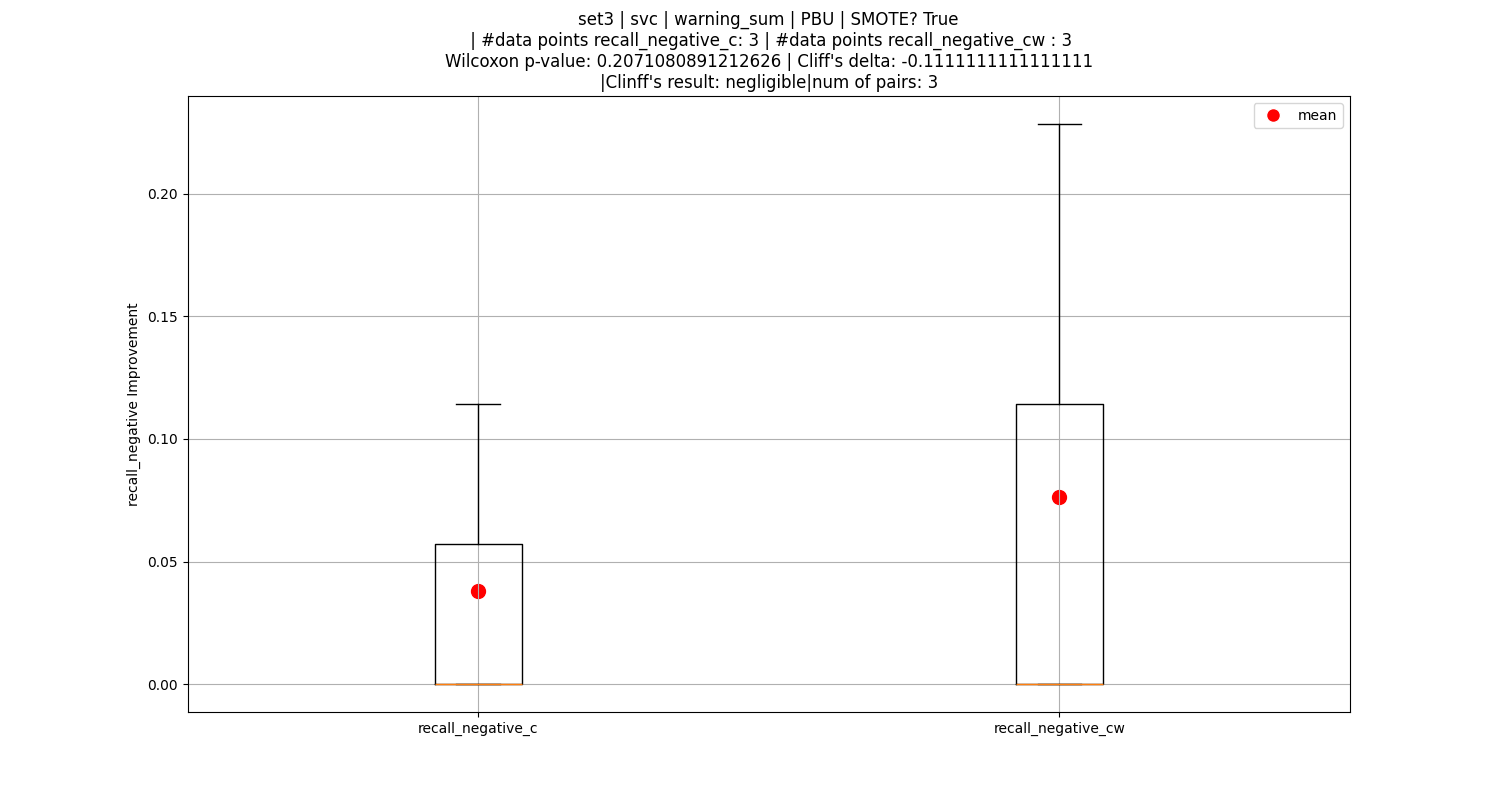 set3 | svc | warning_sum | PBU | SMOTE? True
| #data points recall_negative_c: 3 | #data points recall_negative_cw : 3
Wilcoxon p-value: 0.2071080891212626 | Cliff's delta: -0.1111111111111111
|Clinff's result: negligible|num of pairs: 3
mean
recall_negative Improvement
0.20
0.15
0.10
0.05
0.00
recall_negative_c
recall_negative_cw